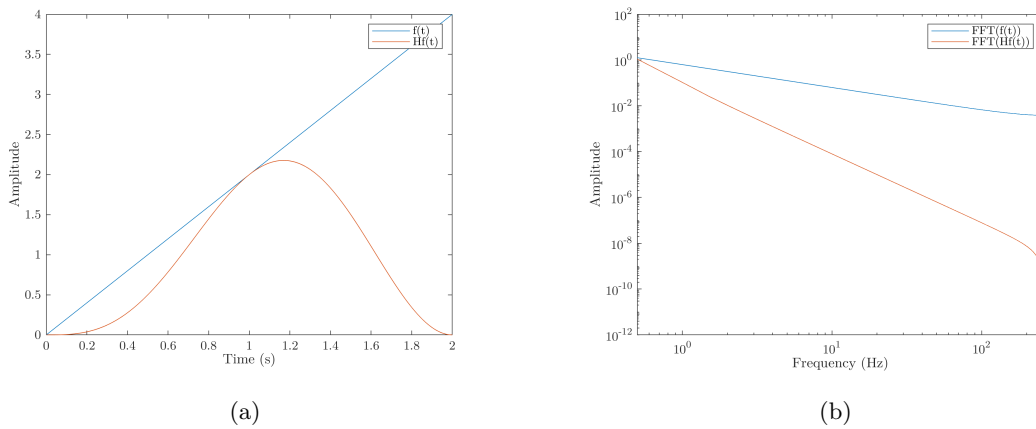 4
3.5
3
2.5
2
1.5
1
0.5
0
Amplitude
f(t)
Hf(t)
0 0.2 0.4 0.6 0.8 1 1.2 1.4 1.6 1.8 2
Time (s)
(a)
10^2
10^0
10^-2
10^-4
10^-6
10^-8
10^-10
10^-12
Amplitude
FFT(f(t))
FFT(Hf(t))
10^0 10^1 10^2
Frequency (Hz)
(b)